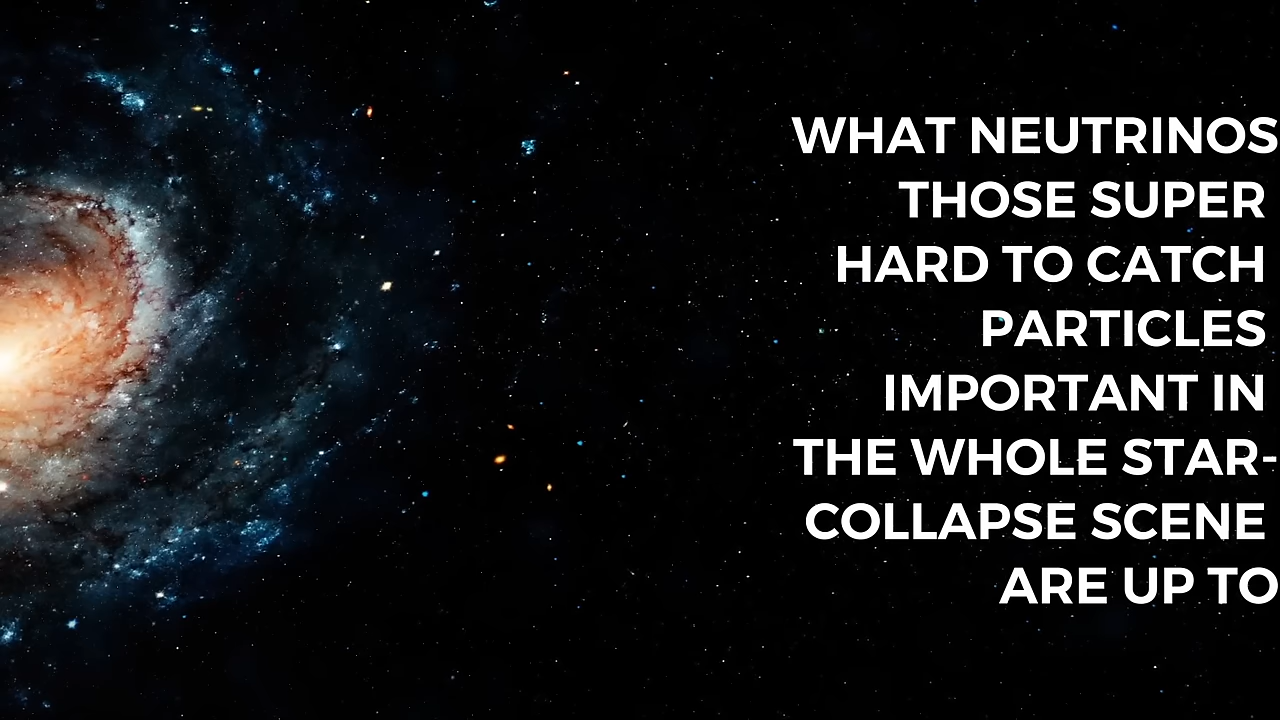 WHAT NEUTRINOS
THOSE SUPER
HARD TO CATCH
PARTICLES
IMPORTANT IN
THE WHOLE STAR-
COLLAPSE SCENE
ARE UP TO